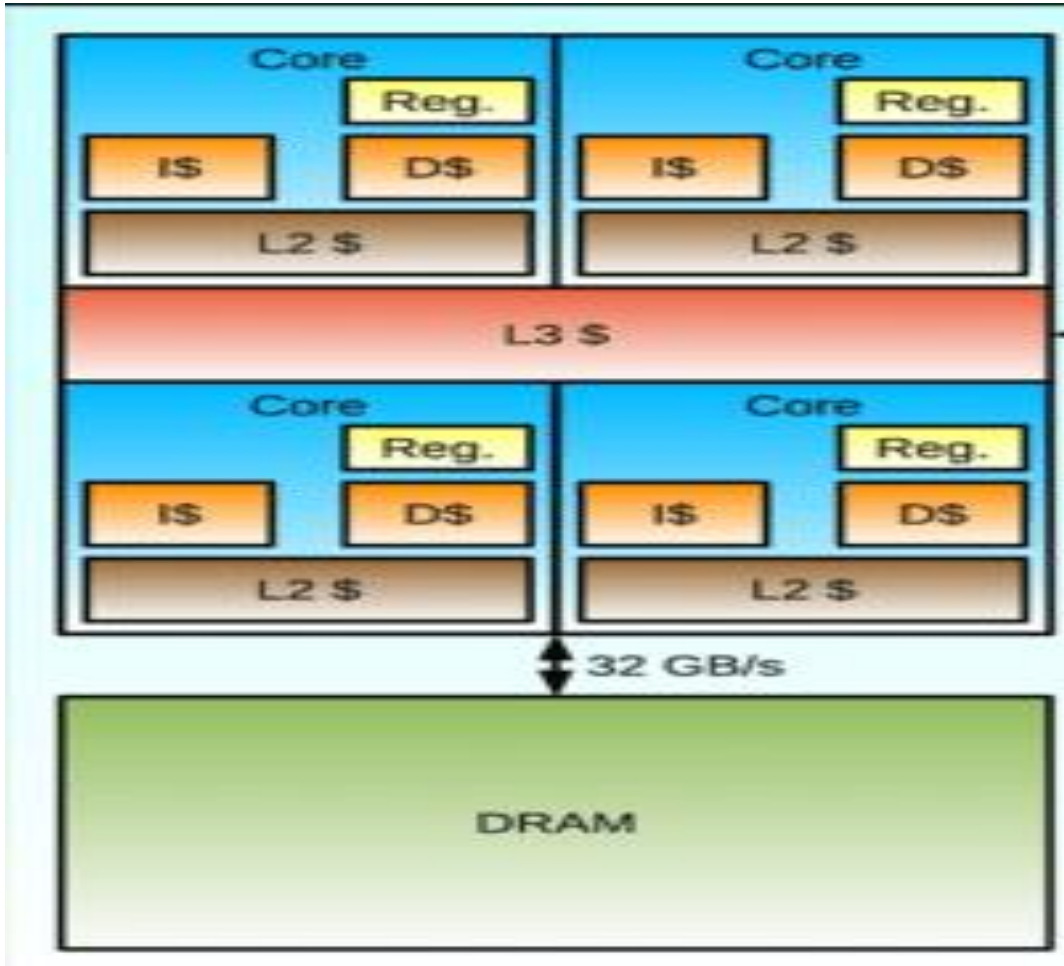 Core Core
Reg. Reg.
I$ D$ I$ D$
L2 $ L2 $
L3 $
Core Core
Reg. Reg.
I$ D$ I$ D$
L2 $ L2 $
32 GB/s
DRAM